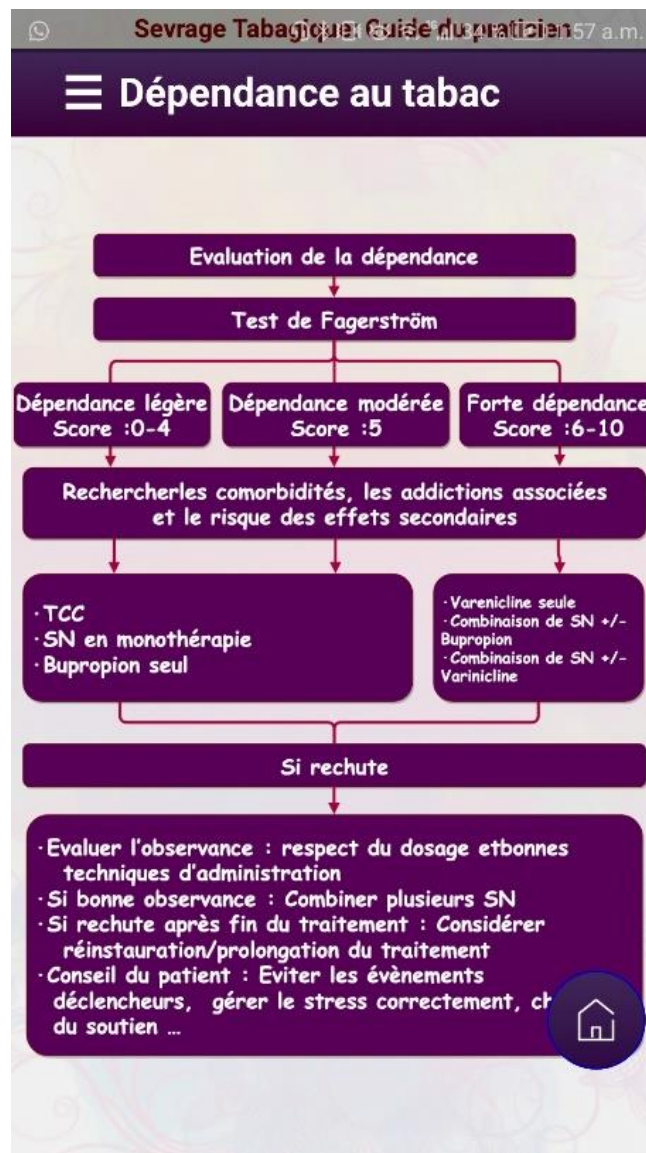 Sevrage Tabagique: Guide du praticien
34 1:57 a.m.
Dépendance au tabac
Evaluation de la dépendance
Test de Fagerström
Dépendance légère
Score :0-4
Dépendance modérée
Score :5
Forte dépendance
Score :6-10
Rechercherles comorbidités, les addictions associées
et le risque des effets secondaires
·TCC
·SN en monothérapie
·Bupropion seul
·Varenicline seule
·Combinaison de SN +/-
Bupropion
·Combinaison de SN +/-
Varinicline
Si rechute
·Evaluer l'observance : respect du dosage etbonnes
techniques d'administration
·Si bonne observance : Combiner plusieurs SN
·Si rechute après fin du traitement : Considérer
réinstauration/prolongation du traitement
·Conseil du patient : Eviter les évènements
déclencheurs, gérer le stress correctement,
du soutien …